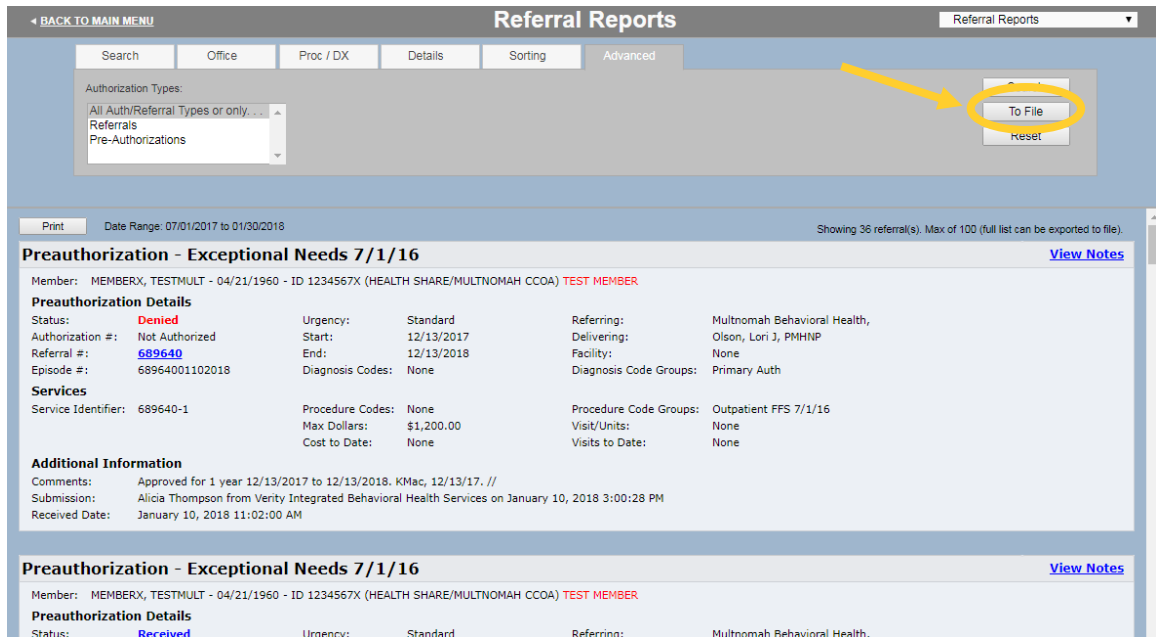 ◄ BACK TO MAIN MENU Referral Reports Referral Reports ▼
Search Office Proc / DX Details Sorting Advanced
Authorization Types:
All Auth/Referral Types or only. . .
Referrals
Pre-Authorizations
To File
Reset
Print Date Range: 07/01/2017 to 01/30/2018 Showing 36 referral(s). Max of 100 (full list can be exported to file).
Preauthorization - Exceptional Needs 7/1/16 View Notes
Member: MEMBERX, TESTMULT - 04/21/1960 - ID 1234567X (HEALTH SHARE/MULTNOMAH CCOA) TEST MEMBER
Preauthorization Details
Status: Denied Urgency: Standard Referring: Multnomah Behavioral Health,
Authorization #: Not Authorized Start: 12/13/2017 Delivering: Olson, Lori J, PMHNP
Referral #: 689640 End: 12/13/2018 Facility: None
Episode #: 68964001102018 Diagnosis Codes: None Diagnosis Code Groups: Primary Auth
Services
Service Identifier: 689640-1 Procedure Codes: None Procedure Code Groups: Outpatient FFS 7/1/16
Max Dollars: $1,200.00 Visit/Units: None
Cost to Date: None Visits to Date: None
Additional Information
Comments: Approved for 1 year 12/13/2017 to 12/13/2018. KMac, 12/13/17. //
Submission: Alicia Thompson from Verity Integrated Behavioral Health Services on January 10, 2018 3:00:28 PM
Received Date: January 10, 2018 11:02:00 AM
Preauthorization - Exceptional Needs 7/1/16 View Notes
Member: MEMBERX, TESTMULT - 04/21/1960 - ID 1234567X (HEALTH SHARE/MULTNOMAH CCOA) TEST MEMBER
Preauthorization Details
Status: Received Urgency: Standard Referring: Multnomah Behavioral Health,